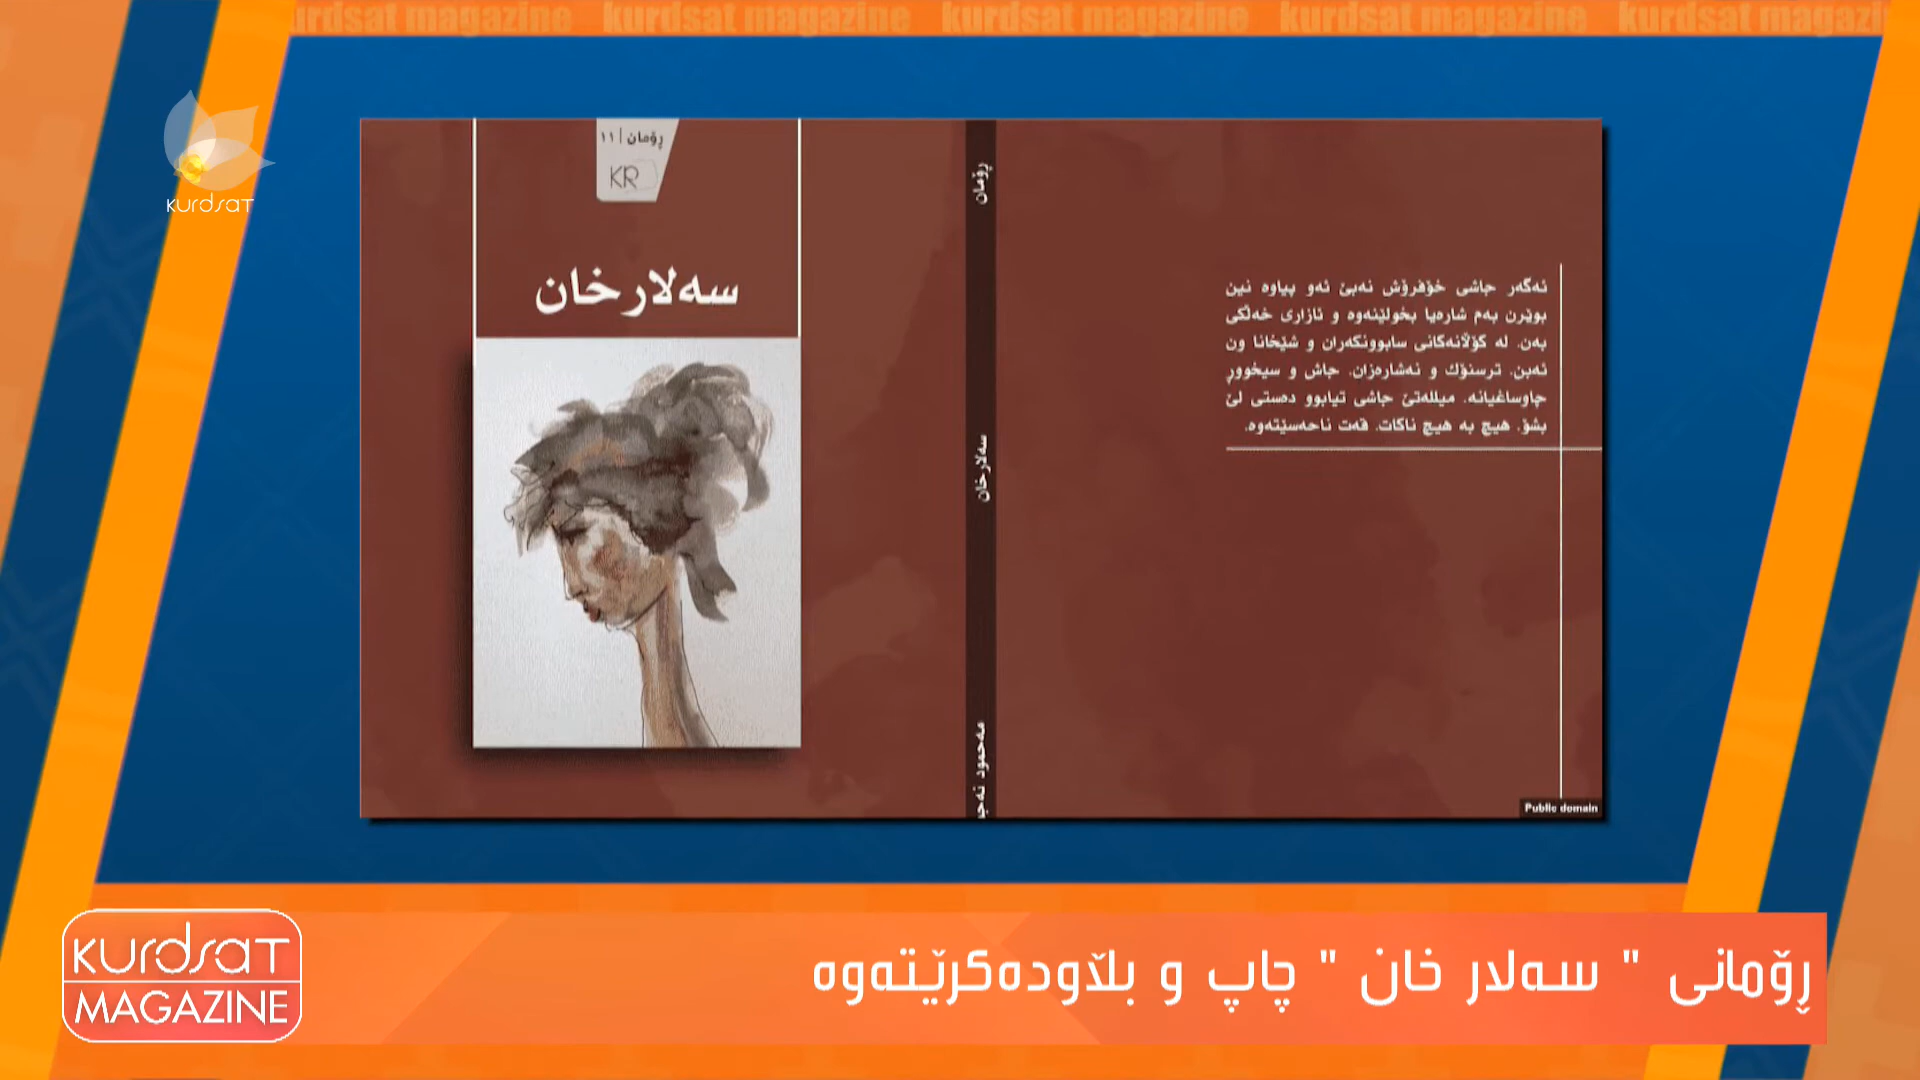 kurdsat magazine kurdsat magazine kurdsat magazine kurdsat magazine kurdsat magazi
kurdsat
ڕۆمان | ١١
KR
سەلارخان
ڕۆمان
سەلارخان
مەحمود نەجـ
ئەگەر جاشی خۆفرۆش نەبێ ئەو پیاوە نین
بوێرن بەم شارەیا بخولێنەوە و ئازاری خەڵکی
بەن. لە کۆڵانەکانی سابوونکەران و شێخانا ون
ئەبن. ترسنۆك و نەشارەزان. جاش و سیخووڕ
چاوساغیانە. میللەتێ جاشی تیابوو دەستی لێ
بشۆ. هیچ بە هیچ ناکات. قەت ناحەسێتەوە.
Public domain
kurdsat
MAGAZINE
ڕۆمانی " سەلار خان " چاپ و بڵاودەکرێتەوە